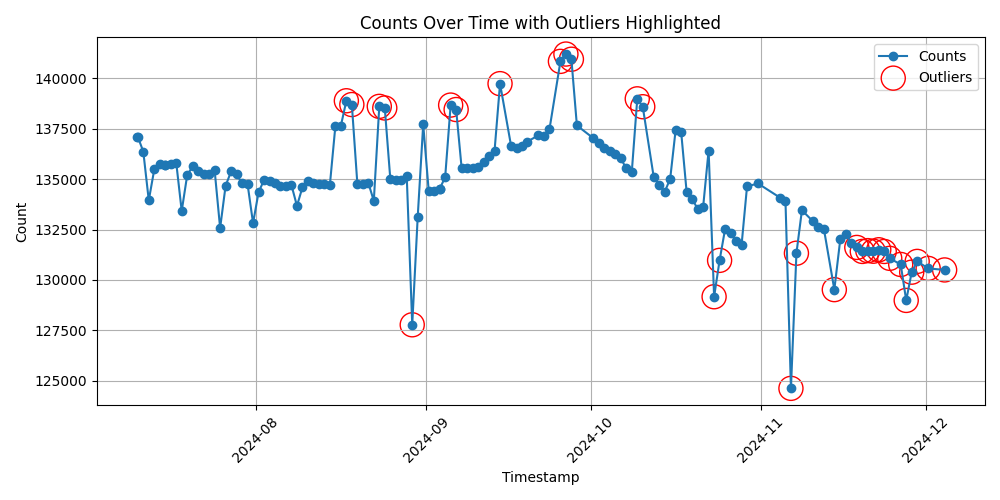 Counts Over Time with Outliers Highlighted
Counts
Outliers
Count
140000
137500
135000
132500
130000
127500
125000
2024-08
2024-09
2024-10
2024-11
2024-12
Timestamp